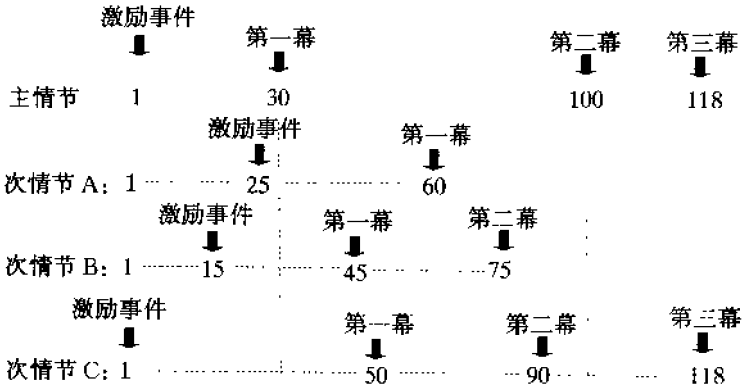 激励事件
第一幕
第二幕 第三幕
主情节 1 30 100 118
激励事件 第一幕
次情节 A: 1 25 60
激励事件 第一幕 第二幕
次情节 B: 1 15 45 75
激励事件
第一幕 第二幕 第三幕
次情节 C: 1 50 90 118